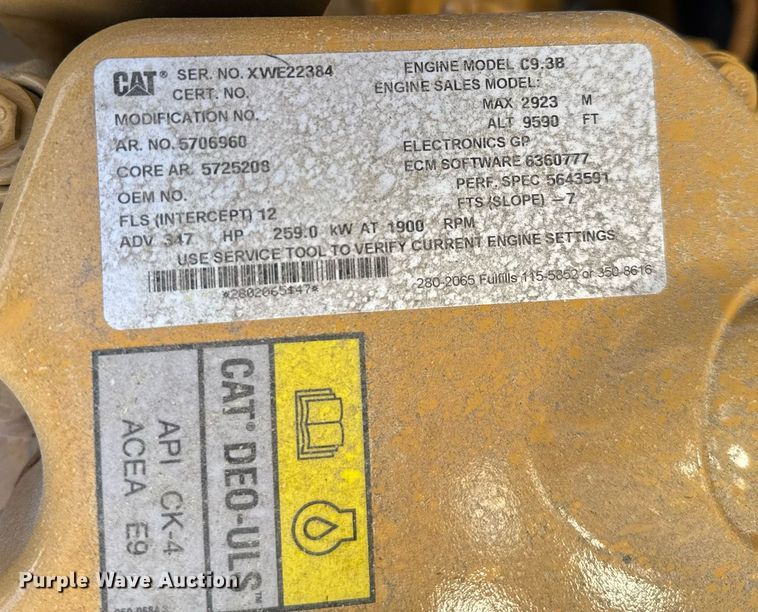 CAT® SER. NO. XWE22384 ENGINE MODEL C9.3B
CERT. NO. ENGINE SALES MODEL:
MODIFICATION NO. MAX 2923 M
ALT 9590 FT
AR. NO. 5706960 ELECTRONICS GP
CORE AR. 5725208 ECM SOFTWARE 6360777
OEM NO. PERF. SPEC 5643591
FLS (INTERCEPT) 12 FTS (SLOPE) -7
ADV 347 HP 259.0 kW AT 1900 RPM
USE SERVICE TOOL TO VERIFY CURRENT ENGINE SETTINGS
*2802065447* 280-2065 Fulfills 115-5852 or 350-8616
CAT® DEO-ULS™
API CK-4
ACEA E9
Purple Wave Auction